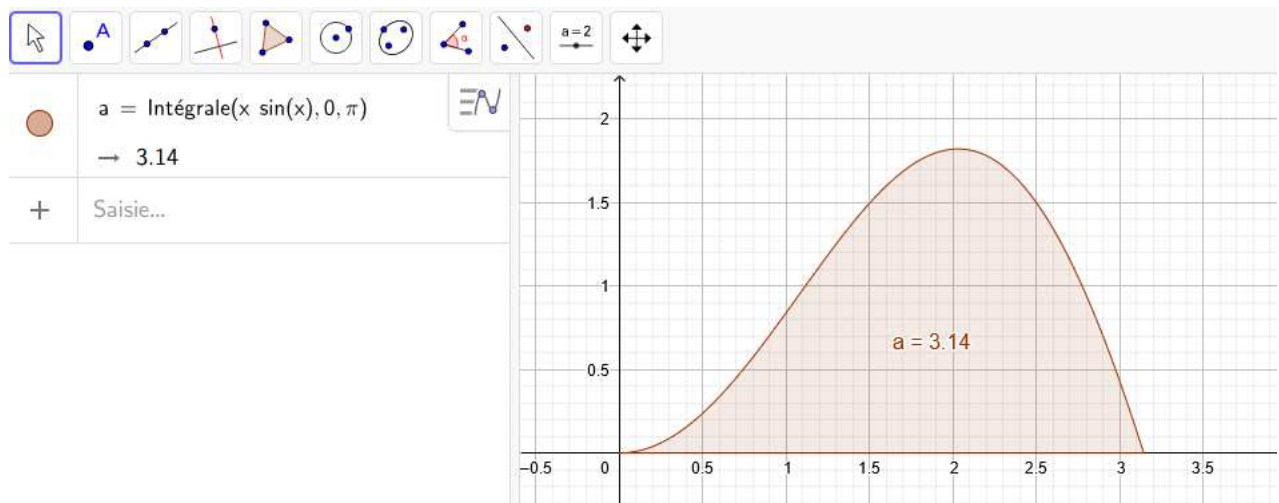 A
α
a=2
a = Intégrale(x sin(x), 0, π)
→ 3.14
+ Saisie...
2
1.5
1
0.5
a = 3.14
−0.5 0 0.5 1 1.5 2 2.5 3 3.5